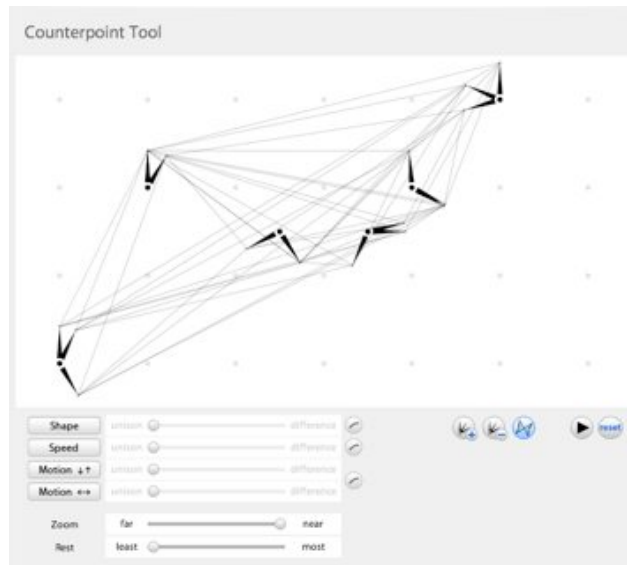 Counterpoint Tool
Shape unison difference
Speed unison difference
Motion ↓↑ unison difference
Motion ↔ unison difference
reset
Zoom far near
Rest least most